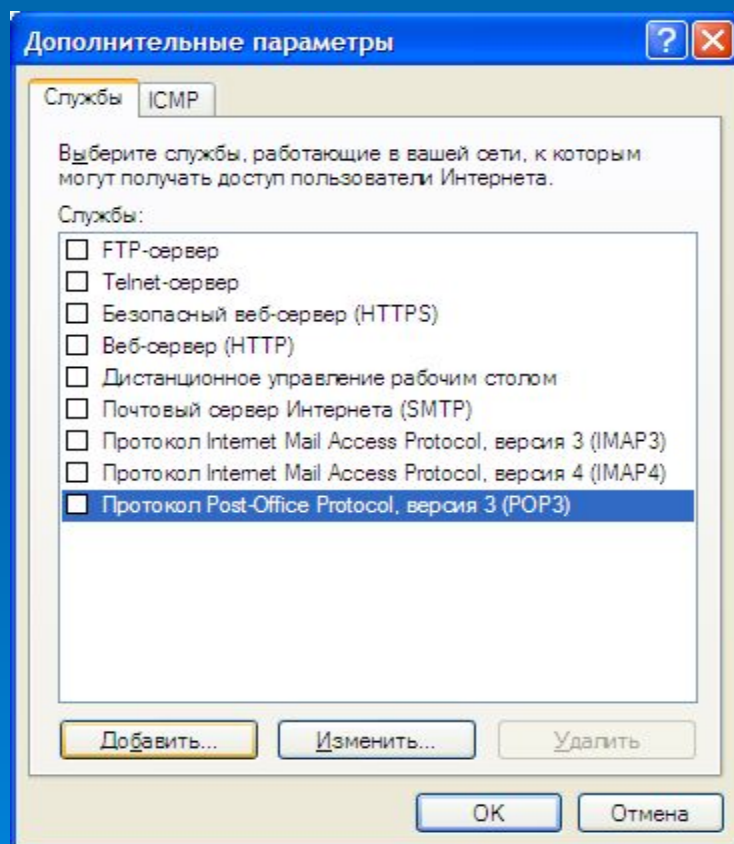 Дополнительные параметры
Службы
ICMP
Выберите службы, работающие в вашей сети, к которым
могут получать доступ пользователи Интернета.
Службы:
FTP-сервер
Telnet-сервер
Безопасный веб-сервер (HTTPS)
Веб-сервер (HTTP)
Дистанционное управление рабочим столом
Почтовый сервер Интернета (SMTP)
Протокол Internet Mail Access Protocol, версия 3 (IMAP3)
Протокол Internet Mail Access Protocol, версия 4 (IMAP4)
Протокол Post-Office Protocol, версия 3 (POP3)
Добавить...
Изменить...
Удалить
OK
Отмена